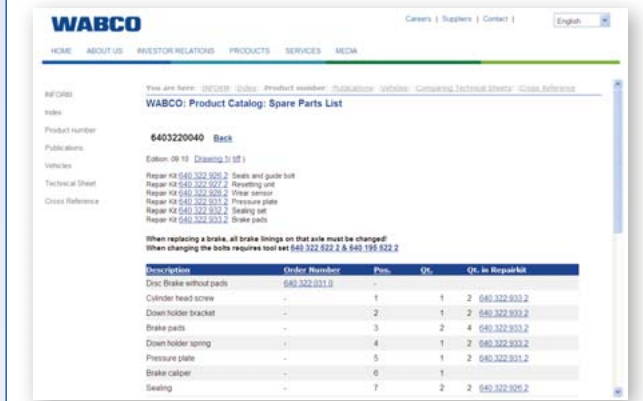 WABCO
Careers | Suppliers | Contact |
English
HOME ABOUT US INVESTOR RELATIONS PRODUCTS SERVICES MEDIA
INFORM
Index
Product number
Publications
Vehicles
Technical Sheet
Cross Reference
You are here: INFORM Index Product number Publications Vehicles Comparing Technical Sheets Cross Reference
WABCO: Product Catalog: Spare Parts List
6403220040 Back
Edition: 09.10 Drawing 1( tiff )
Repair Kit 640 322 926 2 Seals and guide bolt
Repair Kit 640 322 927 2 Resetting unit
Repair Kit 640 322 928 2 Wear sensor
Repair Kit 640 322 931 2 Pressure plate
Repair Kit 640 322 932 2 Sealing set
Repair Kit 640 322 933 2 Brake pads
When replacing a brake, all brake linings on that axle must be changed!
When changing the bolts requires tool set 640 322 522 2 & 640 195 522 2
Description Order Number Pos. Qt. Qt. in Repairkit
Disc Brake without pads 640 322 031 0 -
Cylinder head screw - 1 1 2 640 322 933 2
Down holder bracket - 2 1 2 640 322 933 2
Brake pads - 3 2 4 640 322 933 2
Down holder spring - 4 1 2 640 322 933 2
Pressure plate - 5 1 2 640 322 931 2
Brake caliper - 6 1
Sealing - 7 2 2 640 322 926 2